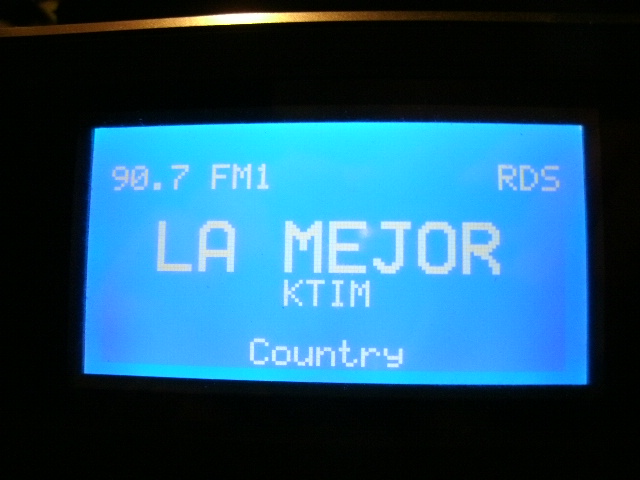 90.7 FM1 RDS
LA MEJOR
KTIM
Country